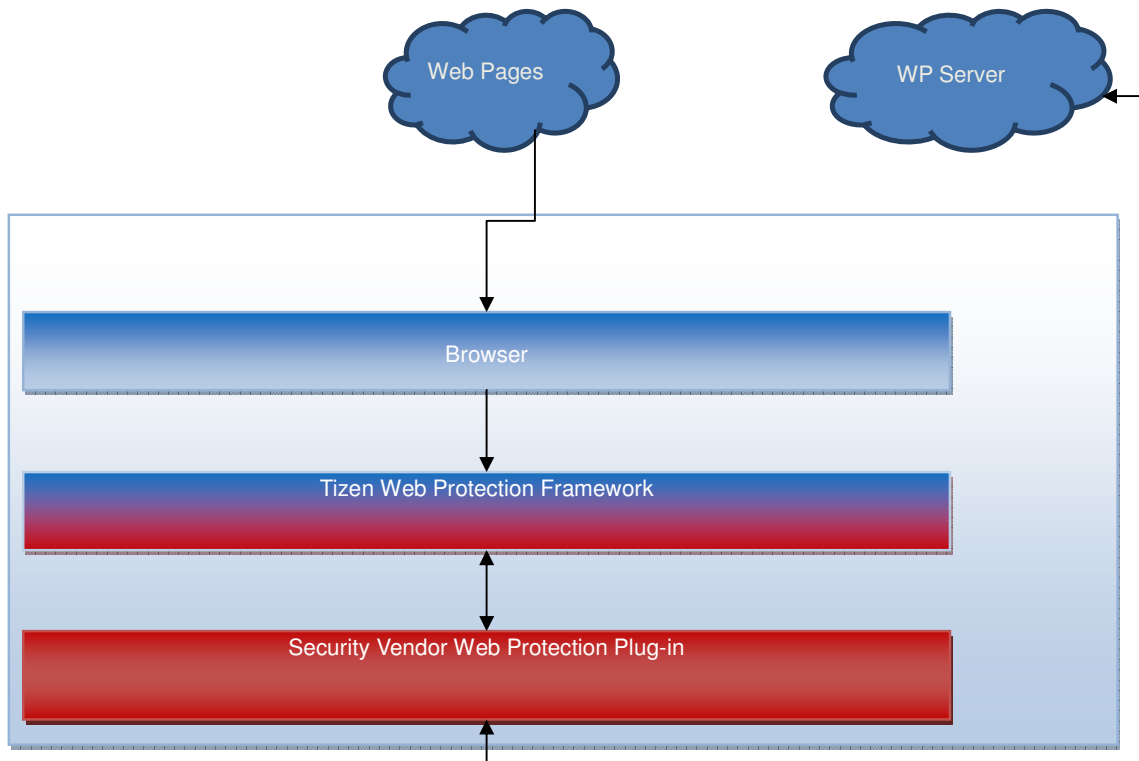 Web Pages
WP Server
Browser
Tizen Web Protection Framework
Security Vendor Web Protection Plug-in